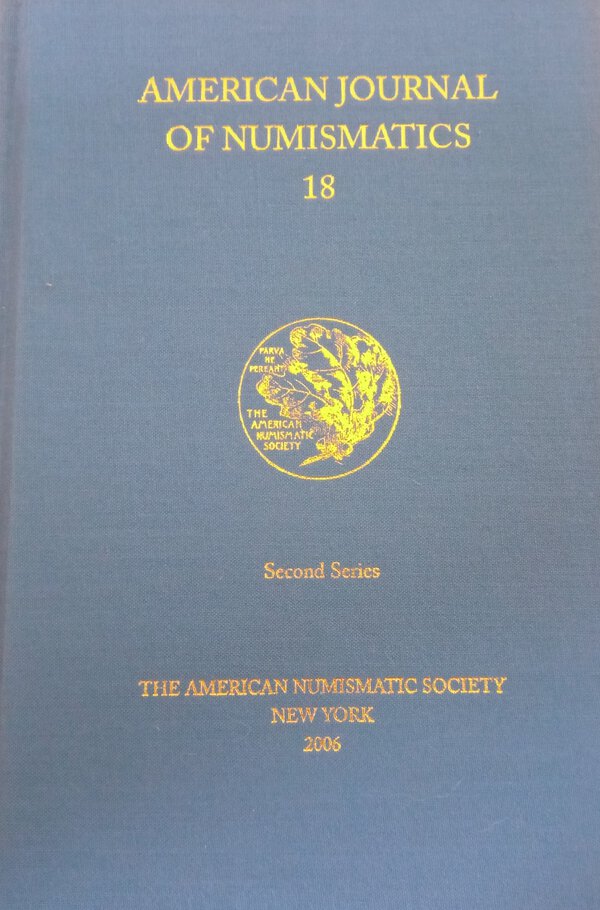 AMERICAN JOURNAL
OF NUMISMATICS
18
PARVA
NE
PEREANT
THE
AMERICAN
NUMISMATIC
SOCIETY
Second Series
THE AMERICAN NUMISMATIC SOCIETY
NEW YORK
2006